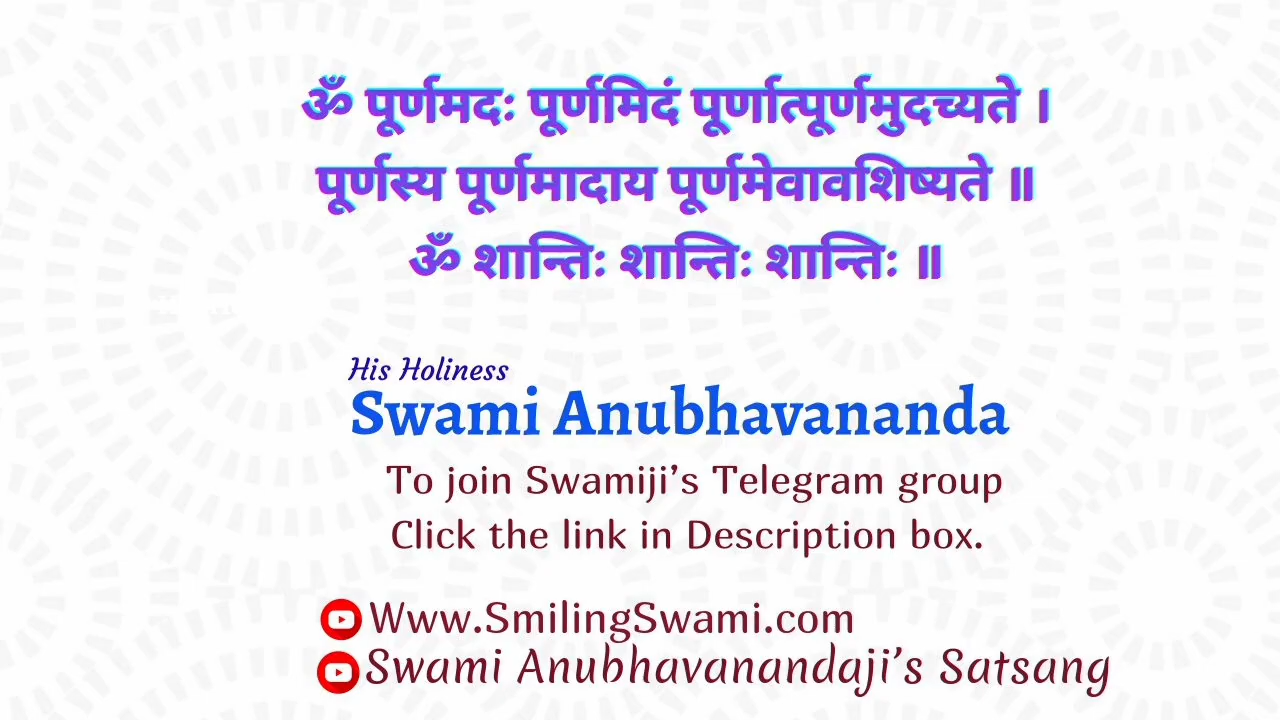 ॐ पूर्णमदः पूर्णमिदं पूर्णात्पूर्णमुदच्यते ।
पूर्णस्य पूर्णमादाय पूर्णमेवावशिष्यते ॥
ॐ शान्तिः शान्तिः शान्तिः ॥
His Holiness
Swami Anubhavananda
To join Swamiji's Telegram group
Click the link in Description box.
Www.SmilingSwami.com
Swami Anubhavanandaji's Satsang